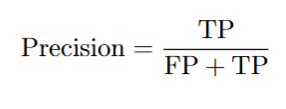 Precision = TP / (FP + TP)